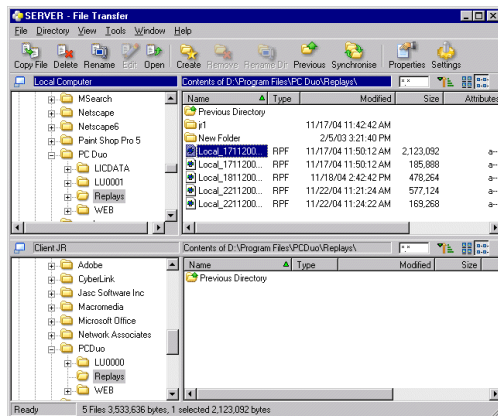 SERVER - File Transfer
File Directory View Tools Window Help
Copy File Delete Rename Edit Open Create Remove Rename Dir Previous Synchronise Properties Settings
Local Computer
Contents of D:\Program Files\PC Duo\Replays\
*.*
MSearch
Netscape
Netscape6
Paint Shop Pro 5
PC Duo
LICDATA
LU0001
Replays
WEB
Name Type Modified Size Attributes
Previous Directory
jr1 11/17/04 11:42:42 AM
New Folder 2/5/03 3:21:40 PM
Local_1711200... RPF 11/17/04 11:50:12 AM 2,123,092 a--
Local_1711200... RPF 11/17/04 11:50:12 AM 185,888 a--
Local_1811200... RPF 11/18/04 2:42:42 PM 478,264 a--
Local_2211200... RPF 11/22/04 11:21:24 AM 577,124 a--
Local_2211200... RPF 11/22/04 11:24:22 AM 169,268 a--
Client JR
Contents of D:\Program Files\PCDuo\Replays\
*.*
Adobe
CyberLink
Jasc Software Inc
Macromedia
Microsoft Office
Network Associates
PCDuo
LU0000
Replays
WEB
Name Type Modified Size
Previous Directory
Ready 5 Files 3,533,636 bytes, 1 selected 2,123,092 bytes